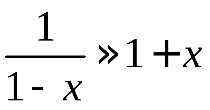 1/(1- x) » 1+x